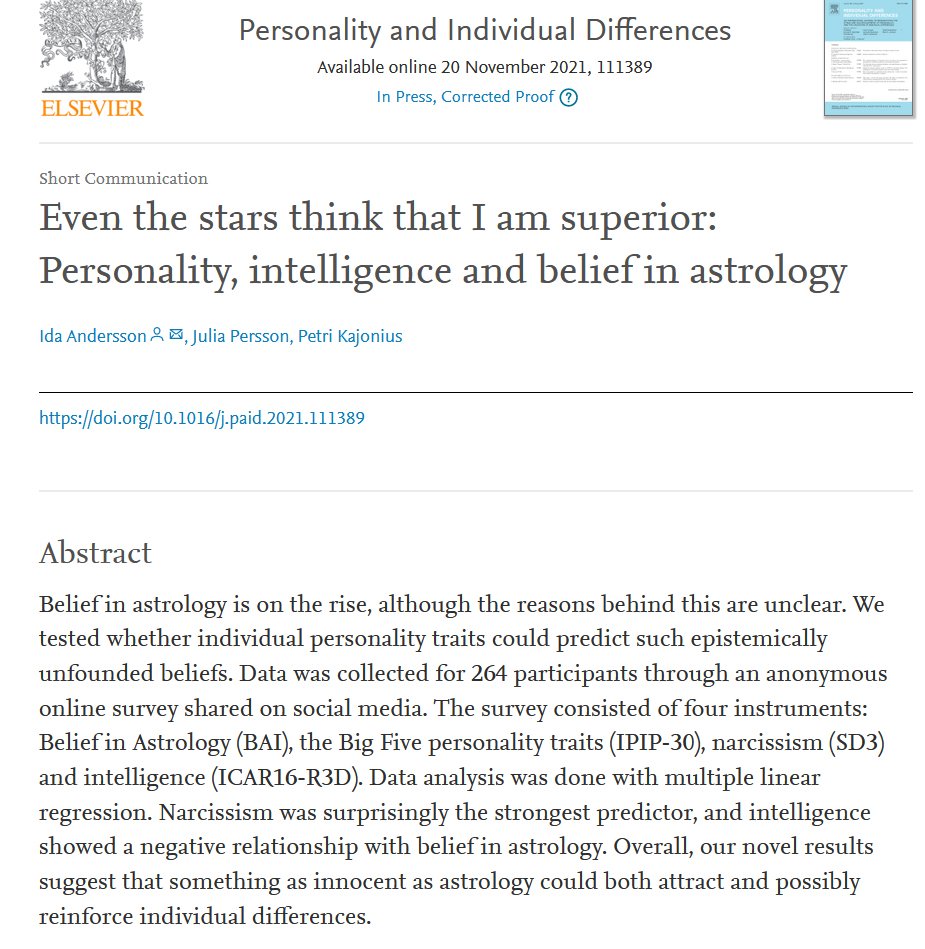 ELSEVIER
Personality and Individual Differences
Available online 20 November 2021, 111389
In Press, Corrected Proof ?
PERSONALITY AND
INDIVIDUAL DIFFERENCES
Short Communication
Even the stars think that I am superior:
Personality, intelligence and belief in astrology
Ida Andersson, Julia Persson, Petri Kajonius
https://doi.org/10.1016/j.paid.2021.111389
Abstract
Belief in astrology is on the rise, although the reasons behind this are unclear. We
tested whether individual personality traits could predict such epistemically
unfounded beliefs. Data was collected for 264 participants through an anonymous
online survey shared on social media. The survey consisted of four instruments:
Belief in Astrology (BAI), the Big Five personality traits (IPIP-30), narcissism (SD3)
and intelligence (ICAR16-R3D). Data analysis was done with multiple linear
regression. Narcissism was surprisingly the strongest predictor, and intelligence
showed a negative relationship with belief in astrology. Overall, our novel results
suggest that something as innocent as astrology could both attract and possibly
reinforce individual differences.